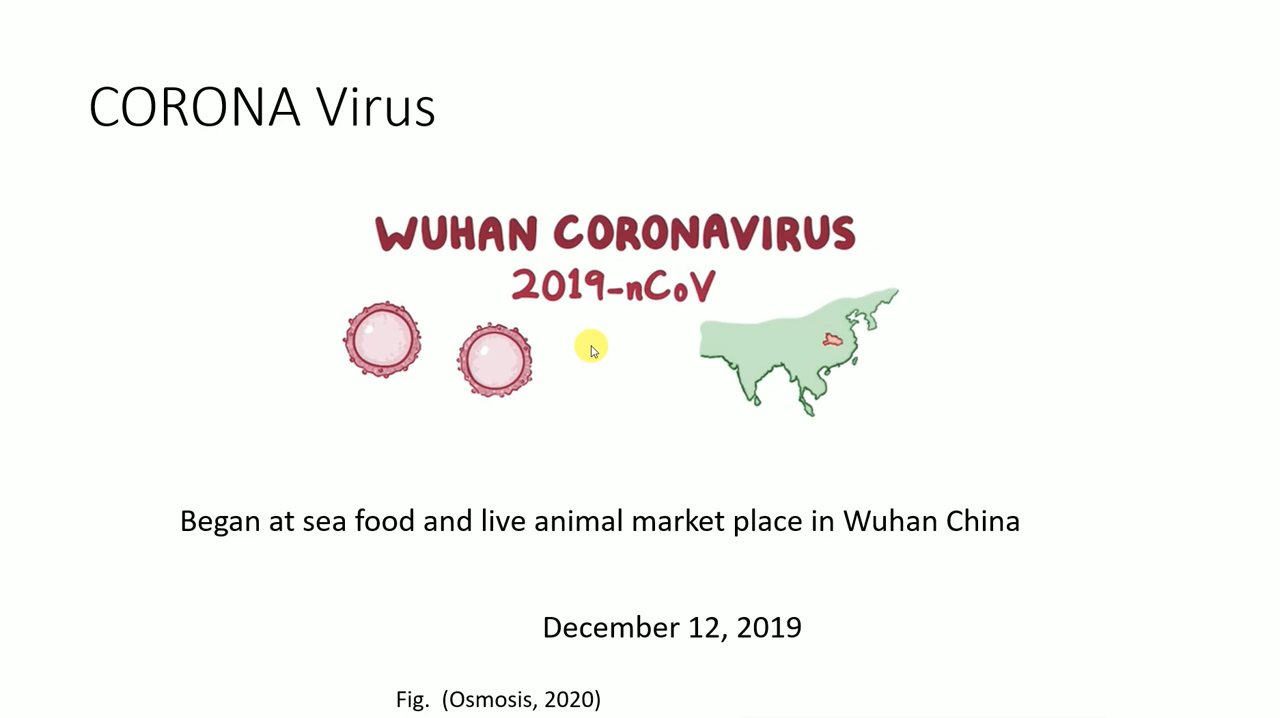 CORONA Virus
WUHAN CORONAVIRUS
2019-nCoV
Began at sea food and live animal market place in Wuhan China
December 12, 2019
Fig. (Osmosis, 2020)